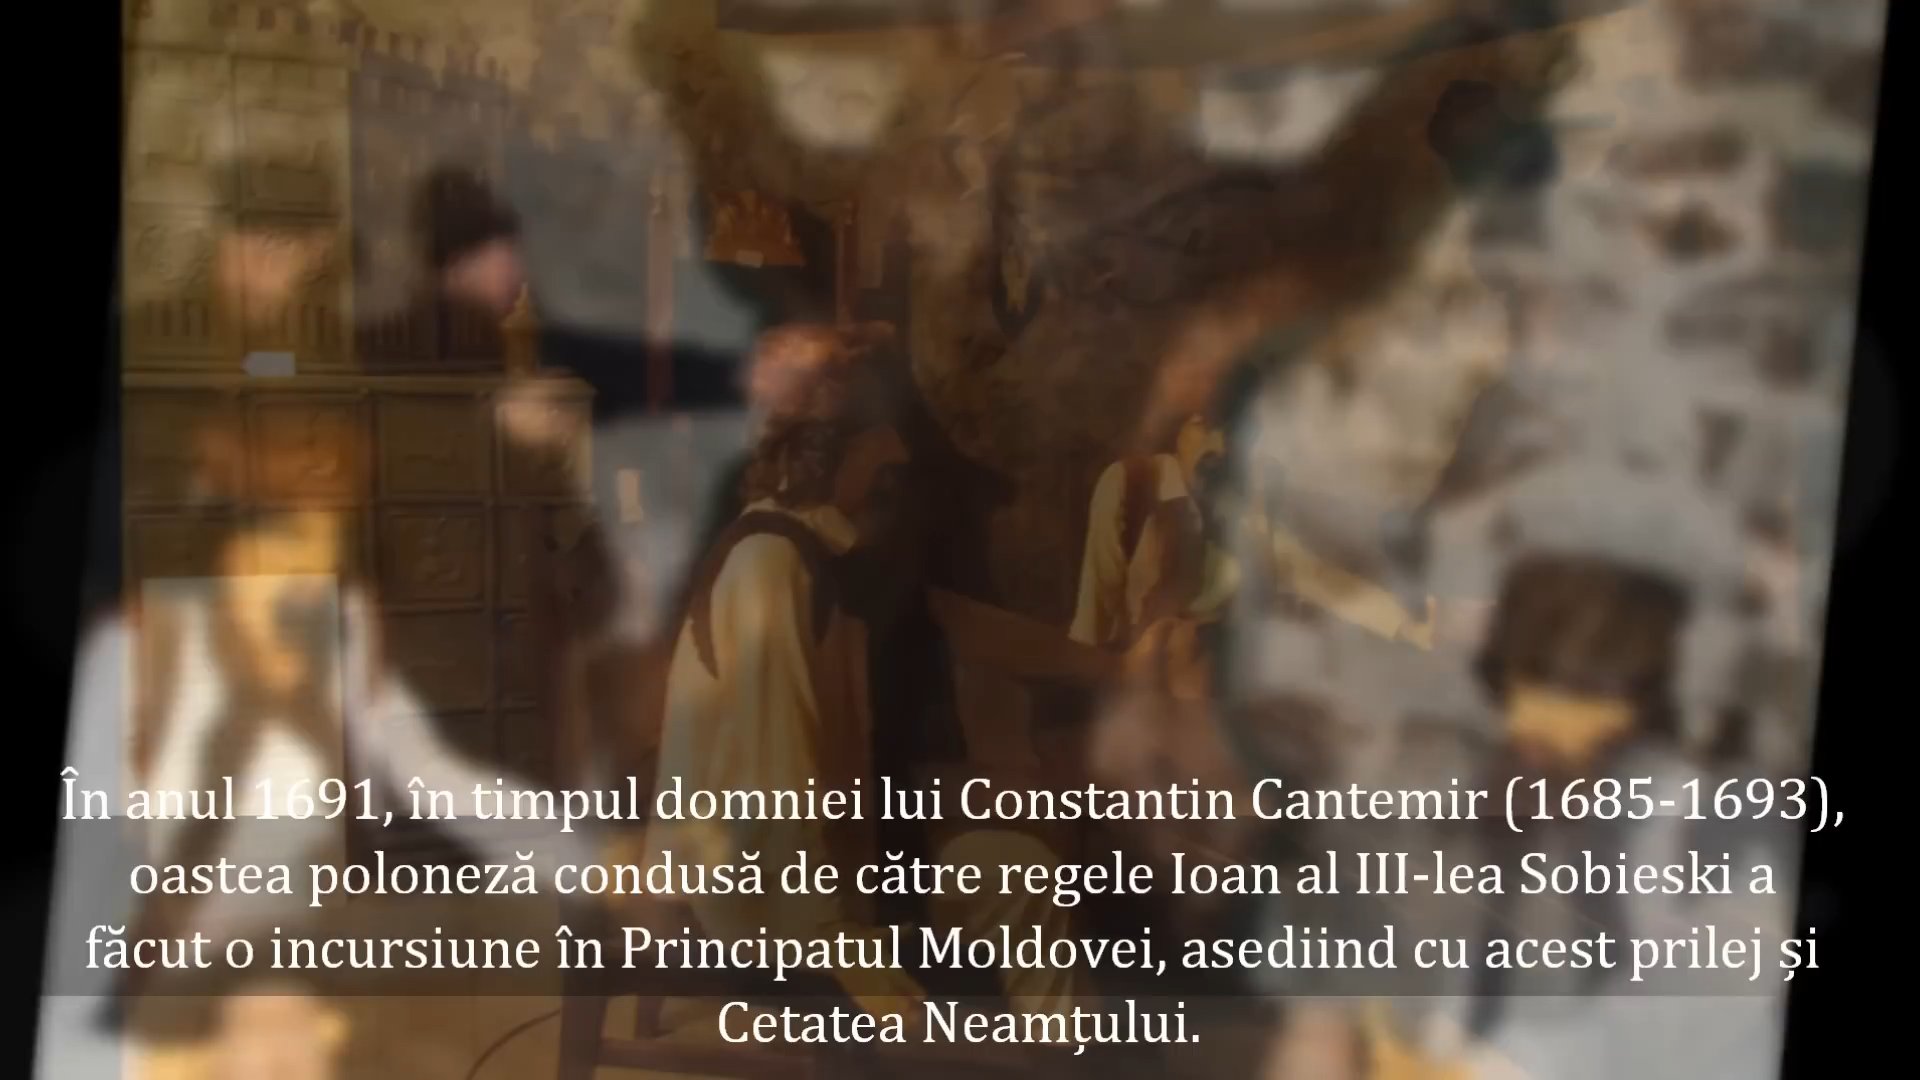 În anul 1691, în timpul domniei lui Constantin Cantemir (1685-1693),
oastea poloneză condusă de către regele Ioan al III-lea Sobieski a
făcut o incursiune în Principatul Moldovei, asediind cu acest prilej și
Cetatea Neamțului.